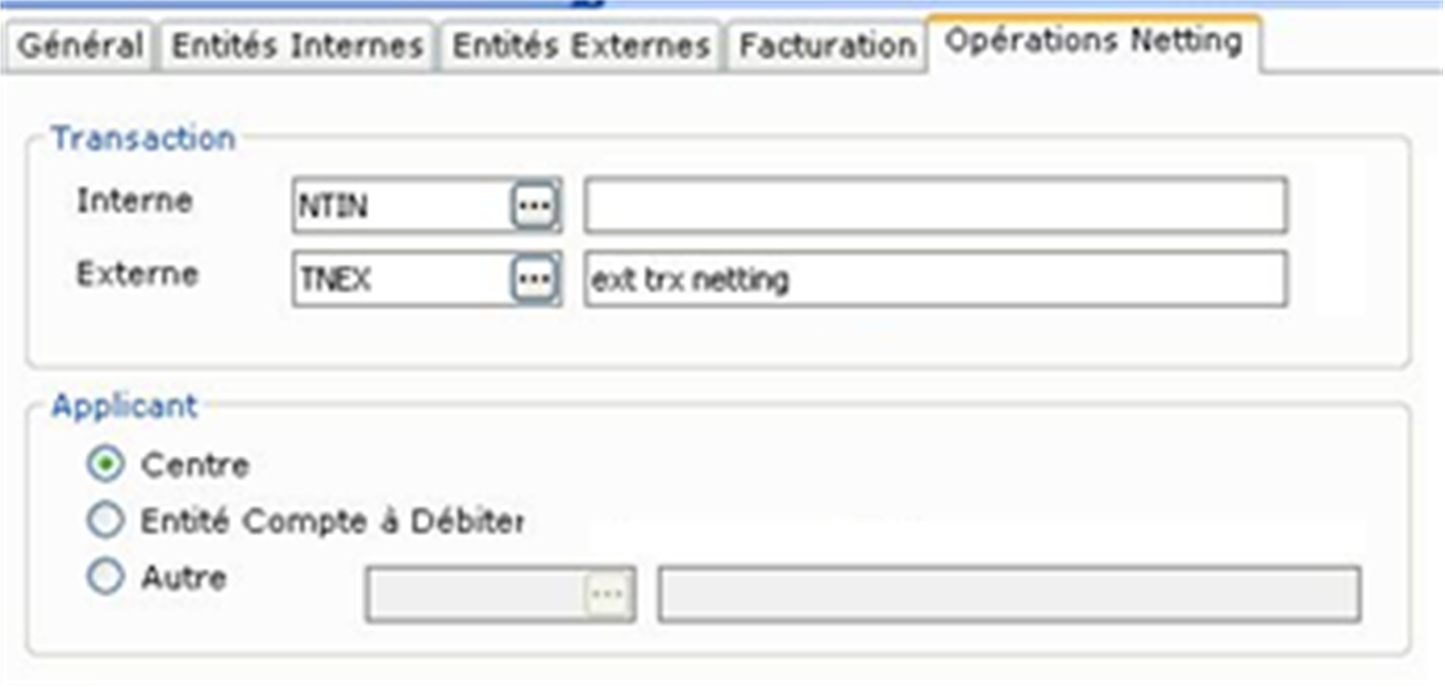 Général Entités Internes Entités Externes Facturation Opérations Netting
Transaction
Interne NTIN ...
Externe TNEX ... ext trx netting
Applicant
Centre
Entité Compte à Débiter
Autre ...